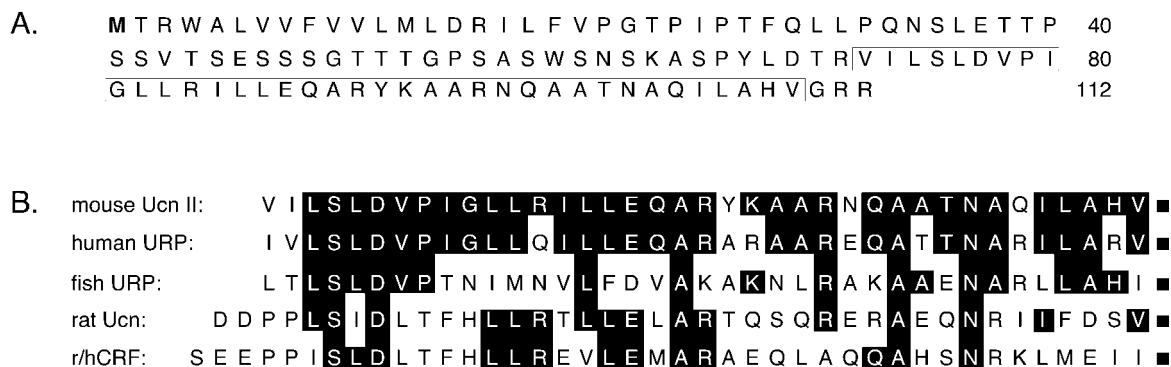 A. M T R W A L V V F V V L M L D R I L F V P G T P I P T F Q L L P Q N S L E T T P 40
S S V T S E S S S G T T T G P S A S W S N S K A S P Y L D T R V I L S L D V P I 80
G L L R I L L E Q A R Y K A A R N Q A A T N A Q I L A H V G R R 112
B. mouse Ucn II: V I L S L D V P I G L L R I L L E Q A R Y K A A R N Q A A T N A Q I L A H V
human URP: I V L S L D V P I G L L Q I L L E Q A R A R A A R E Q A T T N A R I L A R V
fish URP: L T L S L D V P T N I M N V L F D V A K A K N L R A K A A E N A R L L A H I
rat Ucn: D D P P L S I D L T F H L L R T L L E L A R T Q S Q R E R A E Q N R I I F D S V
r/hCRF: S E E P P I S L D L T F H L L R E V L E M A R A E Q L A Q Q A H S N R K L M E I I